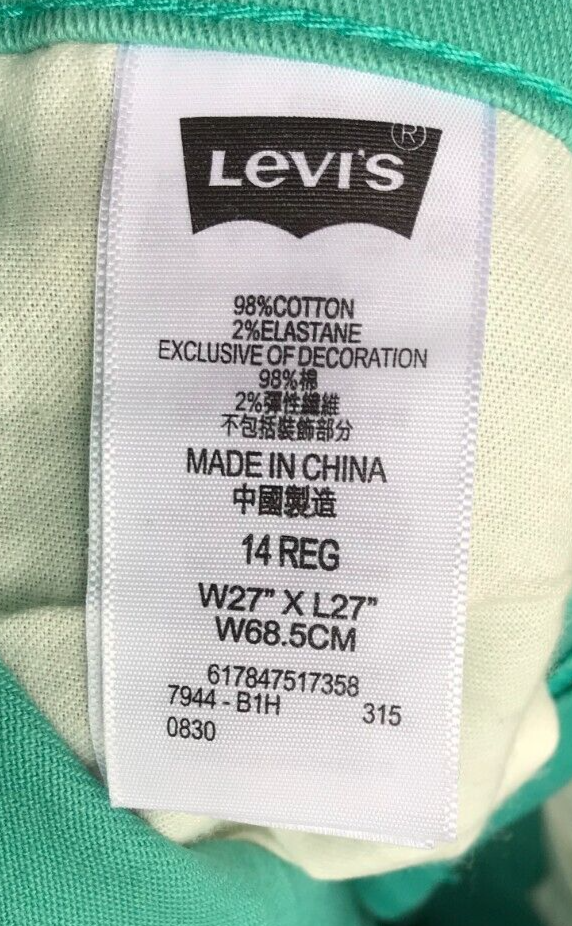 Levi's®
98%COTTON
2%ELASTANE
EXCLUSIVE OF DECORATION
98%棉
2%彈性纖維
不包括裝飾部分
MADE IN CHINA
中國製造
14 REG
W27” X L27”
W68.5CM
617847517358
7944 - B1H 315
0830